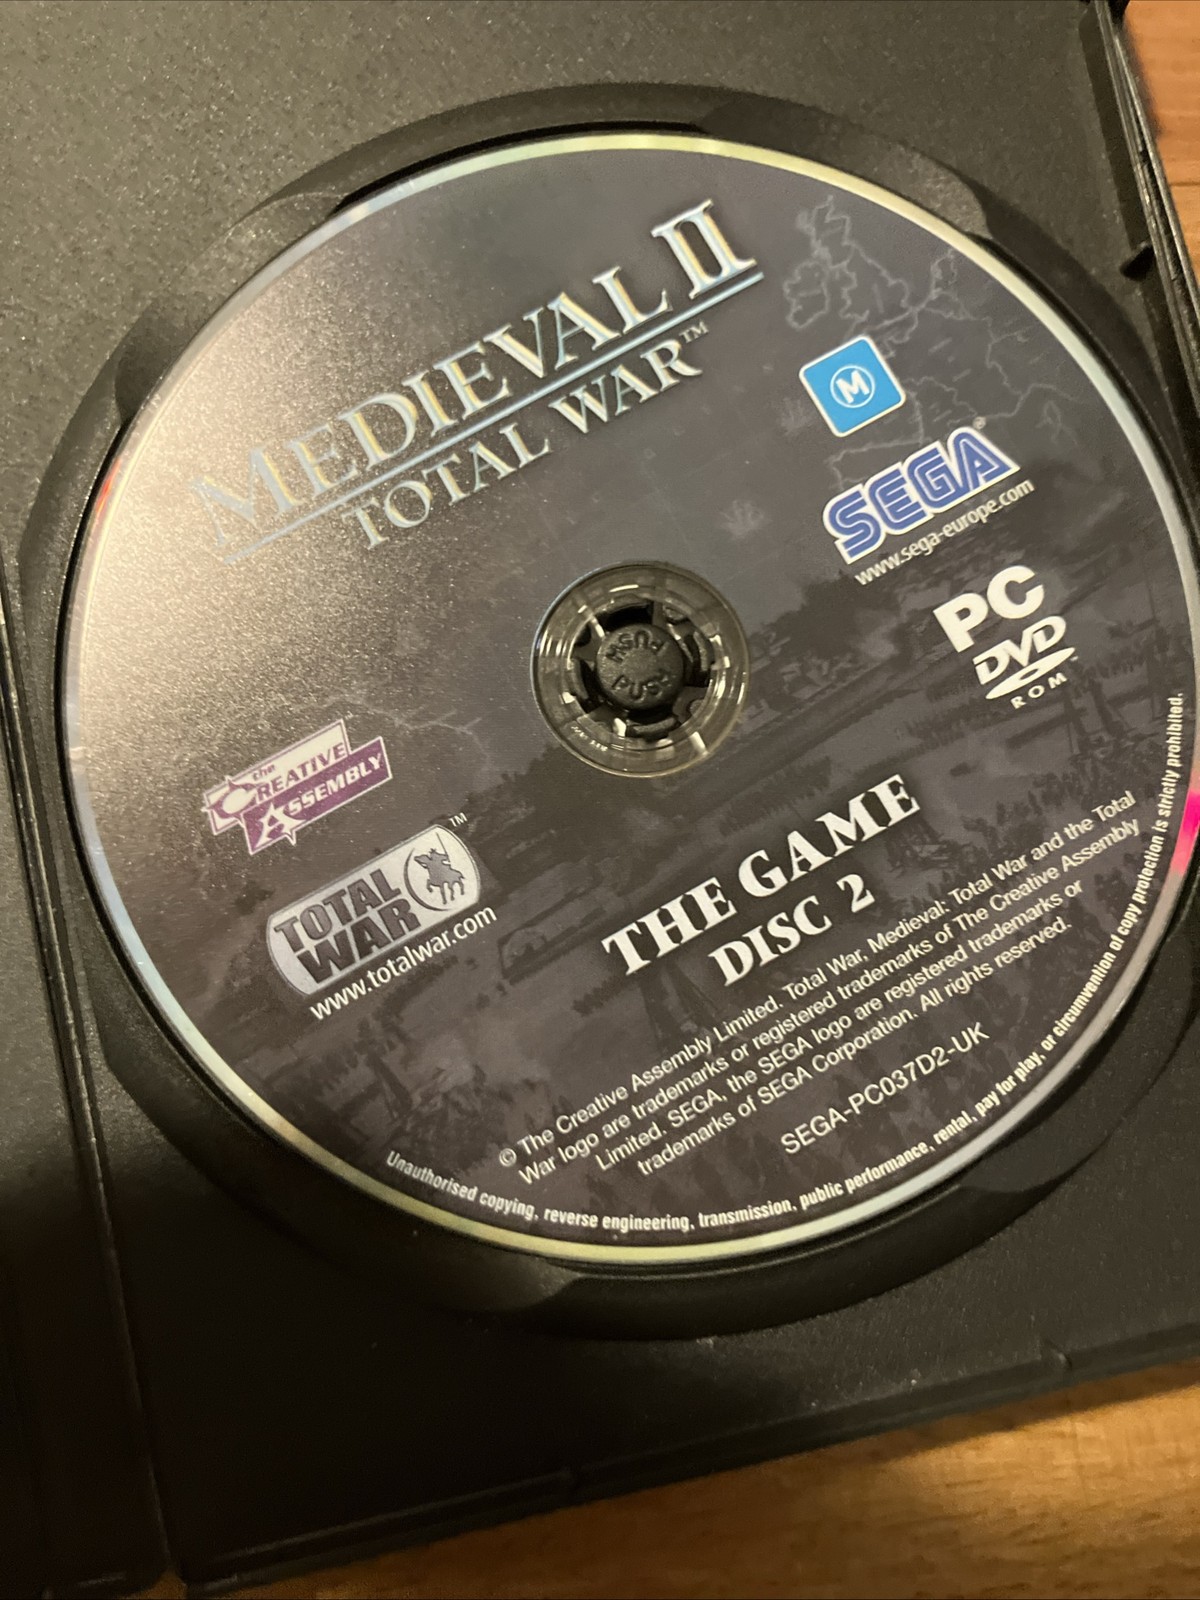 MEDIEVAL II
TOTAL WAR™
M
SEGA®
www.sega-europe.com
PC
DVD™
ROM
PUSH
PUSH
the
CREATIVE
ASSEMBLY
TOTAL
WAR
™
www.totalwar.com
THE GAME
DISC 2
© The Creative Assembly Limited. Total War, Medieval: Total War and the Total
War logo are trademarks or registered trademarks of The Creative Assembly
Limited. SEGA, the SEGA logo are registered trademarks or
trademarks of SEGA Corporation. All rights reserved.
SEGA-PC037D2-UK
Unauthorised copying, reverse engineering, transmission, public performance, rental, pay for play, or circumvention of copy protection is strictly prohibited.